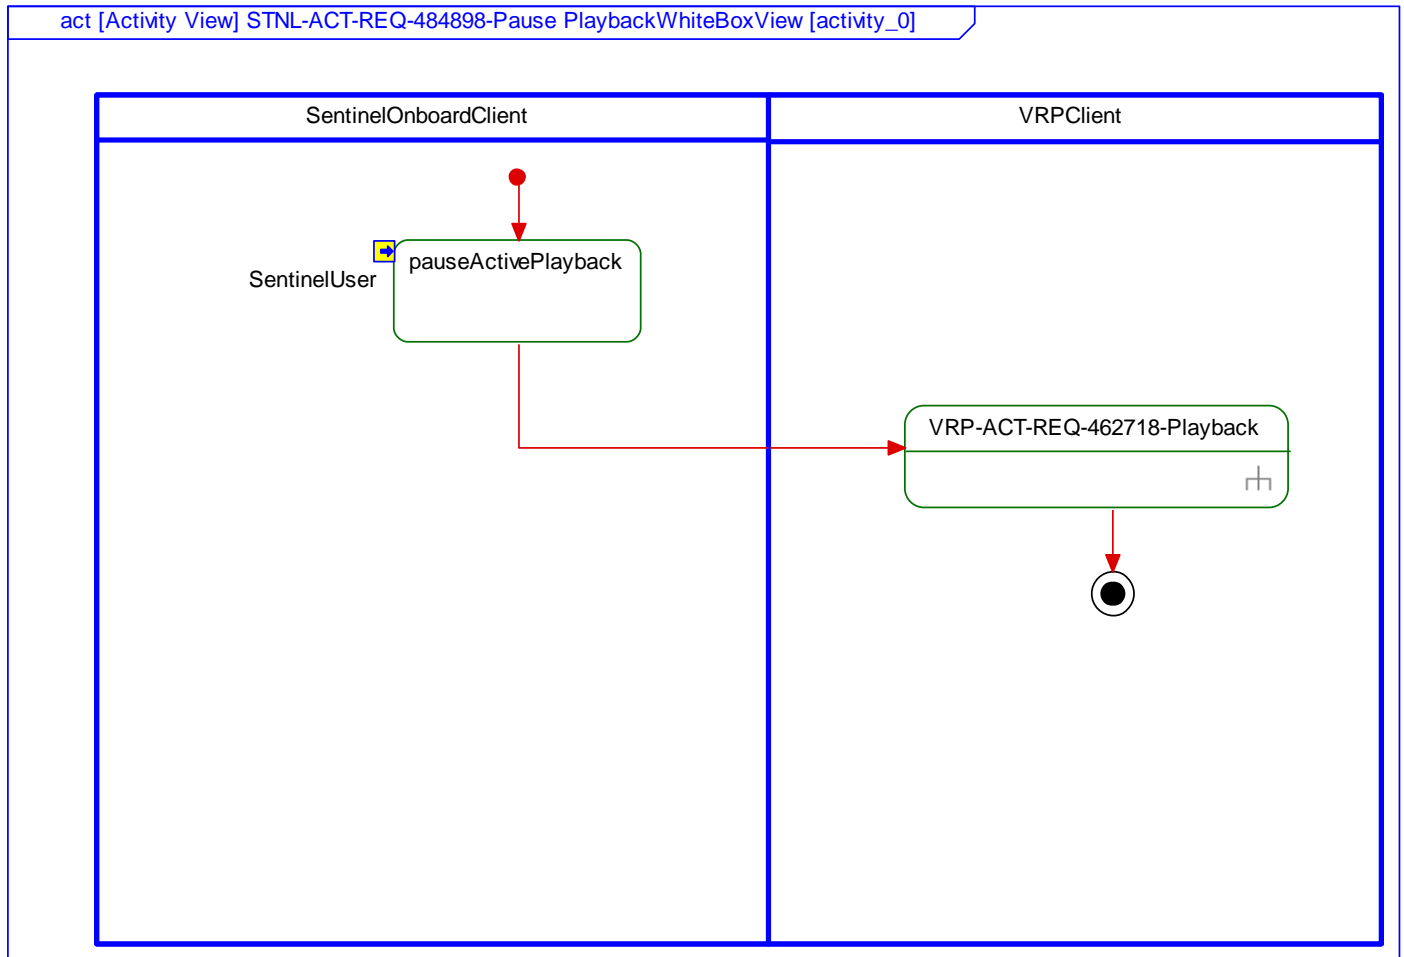 act [Activity View] STNL-ACT-REQ-484898-Pause PlaybackWhiteBoxView [activity_0]
SentinelOnboardClient
VRPClient
pauseActivePlayback
SentinelUser
VRP-ACT-REQ-462718-Playback